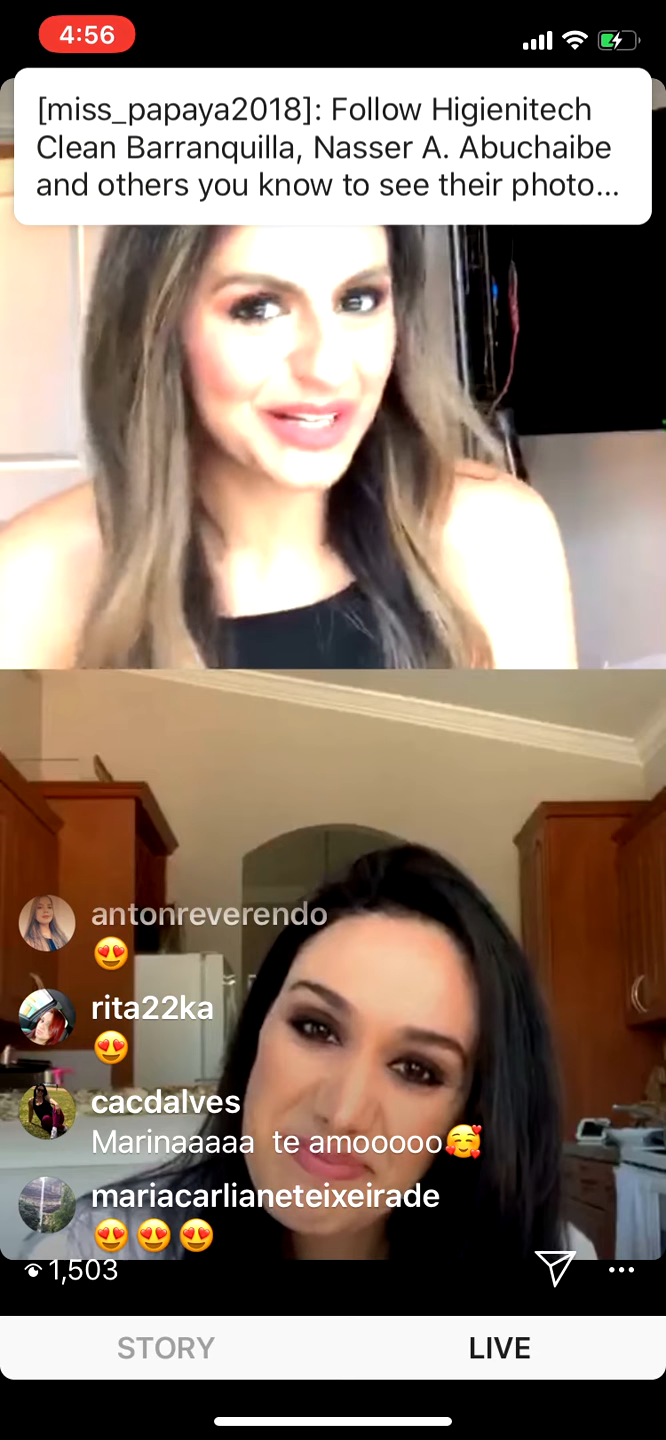 4:56
[miss_papaya2018]: Follow Higienitech
Clean Barranquilla, Nasser A. Abuchaibe
and others you know to see their photo...
antonreverendo
😍
rita22ka
😍
cacdalves
Marinaaaaa te amooooo🥰
mariacarlianeteixeirade
😍😍😍
1,503
STORY
LIVE